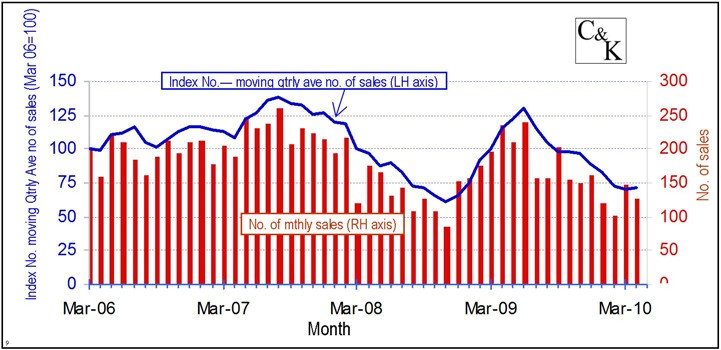 C&K
Index No. moving Qtrly Ave no of sales (Mar 06=100)
150
125
100
75
50
25
0
Index No.— moving qtrly ave no. of sales (LH axis)
No. of mthly sales (RH axis)
300
250
200
150
100
50
0
No. of sales
Mar-06
Mar-07
Mar-08
Mar-09
Mar-10
Month
9